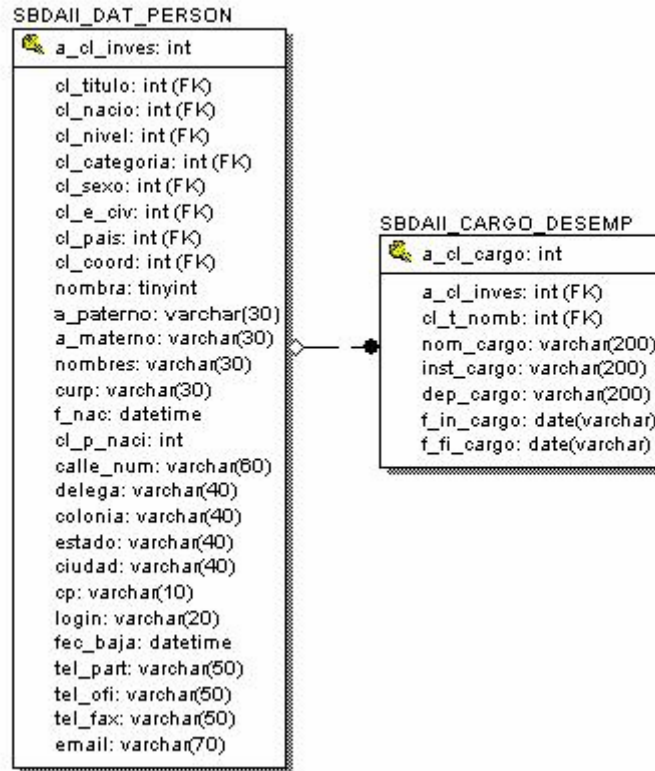 SBDAII_DAT_PERSON
a_cl_inves: int
cl_titulo: int (FK)
cl_nacio: int (FK)
cl_nivel: int (FK)
cl_categoria: int (FK)
cl_sexo: int (FK)
cl_e_civ: int (FK)
cl_pais: int (FK)
cl_coord: int (FK)
nombra: tinyint
a_paterno: varchar(30)
a_materno: varchar(30)
nombres: varchar(30)
curp: varchar(30)
f_nac: datetime
cl_p_naci: int
calle_num: varchar(60)
delega: varchar(40)
colonia: varchar(40)
estado: varchar(40)
ciudad: varchar(40)
cp: varchar(10)
login: varchar(20)
fec_baja: datetime
tel_part: varchar(50)
tel_ofi: varchar(50)
tel_fax: varchar(50)
email: varchar(70)
SBDAII_CARGO_DESEMP
a_cl_cargo: int
a_cl_inves: int (FK)
cl_t_nomb: int (FK)
nom_cargo: varchar(200)
inst_cargo: varchar(200)
dep_cargo: varchar(200)
f_in_cargo: date(varchar)
f_fi_cargo: date(varchar)